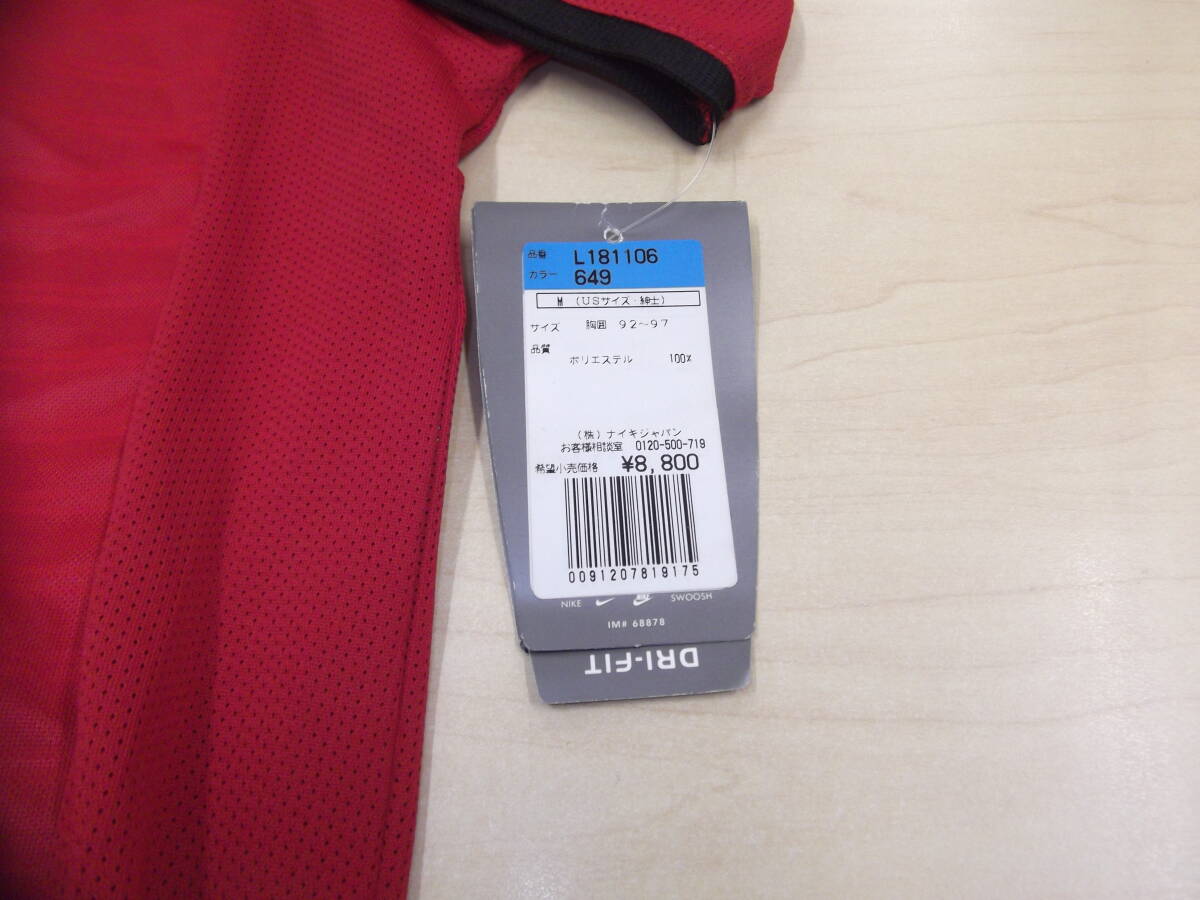 品番 L181106
カラー 649
M (USサイズ・紳士)
サイズ 胸囲 92～97
品質
ポリエステル 100%
(株)ナイキジャパン
お客様相談室 0120-500-719
希望小売価格 ¥8,800
0091207819175
NIKE SWOOSH
IM# 68878
DRI-FIT